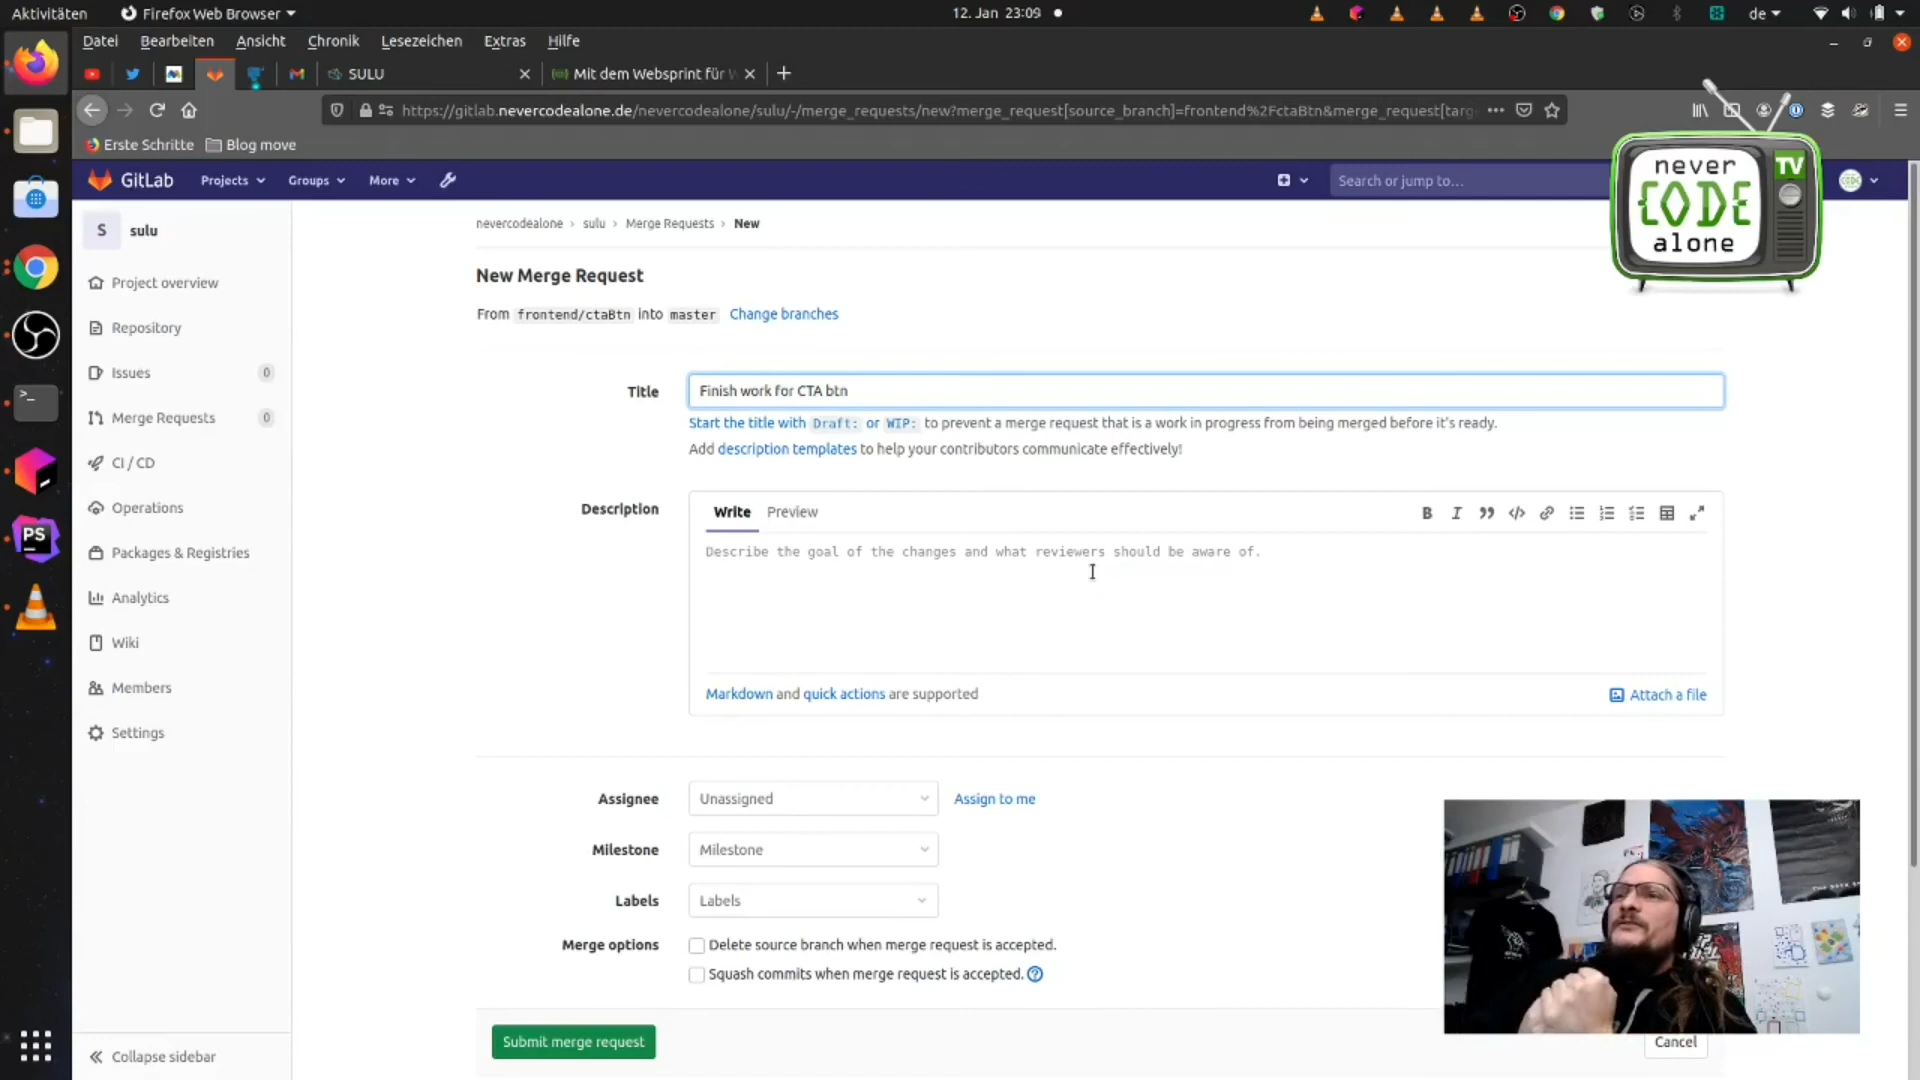 Aktivitäten
Firefox Web Browser
12. Jan 23:09
de
Datei Bearbeiten Ansicht Chronik Lesezeichen Extras Hilfe
SULU
Mit dem Websprint für
https://gitlab.nevercodealone.de/nevercodealone/sulu/-/merge_requests/new?merge_request[source_branch]=frontend%2FctaBtn&merge_request[targ
Erste Schritte
Blog move
GitLab
Projects
Groups
More
Search or jump to...
never
CODE
alone
TV
S
sulu
Project overview
Repository
Issues 0
Merge Requests 0
CI / CD
Operations
Packages & Registries
Analytics
Wiki
Members
Settings
Collapse sidebar
nevercodealone › sulu › Merge Requests › New
New Merge Request
From frontend/ctaBtn into master Change branches
Title
Finish work for CTA btn
Start the title with Draft: or WIP: to prevent a merge request that is a work in progress from being merged before it's ready.
Add description templates to help your contributors communicate effectively!
Description
Write Preview
Describe the goal of the changes and what reviewers should be aware of.
Markdown and quick actions are supported
Attach a file
Assignee
Unassigned
Assign to me
Milestone
Milestone
Labels
Labels
Merge options
Delete source branch when merge request is accepted.
Squash commits when merge request is accepted.
Submit merge request
Cancel
PS